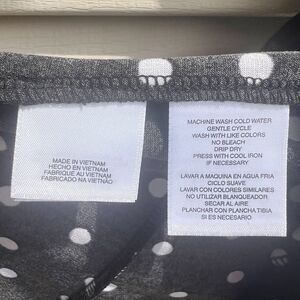 MADE IN VIETNAM
HECHO EN VIETNAM
FABRIQUE AU VIETNAM
FABRICADO NA VIETNÃO
MACHINE WASH COLD WATER
GENTLE CYCLE
WASH WITH LIKE COLORS
NO BLEACH
DRIP DRY
PRESS WITH COOL IRON
IF NECESSARY
LAVAR A MAQUINA EN AGUA FRIA
CICLO SUAVE
LAVAR CON COLORES SIMILARES
NO UTILIZAR BLANQUEADOR
SECAR AL AIRE
PLANCHAR CON PLANCHA TIBIA
SI ES NECESARIO